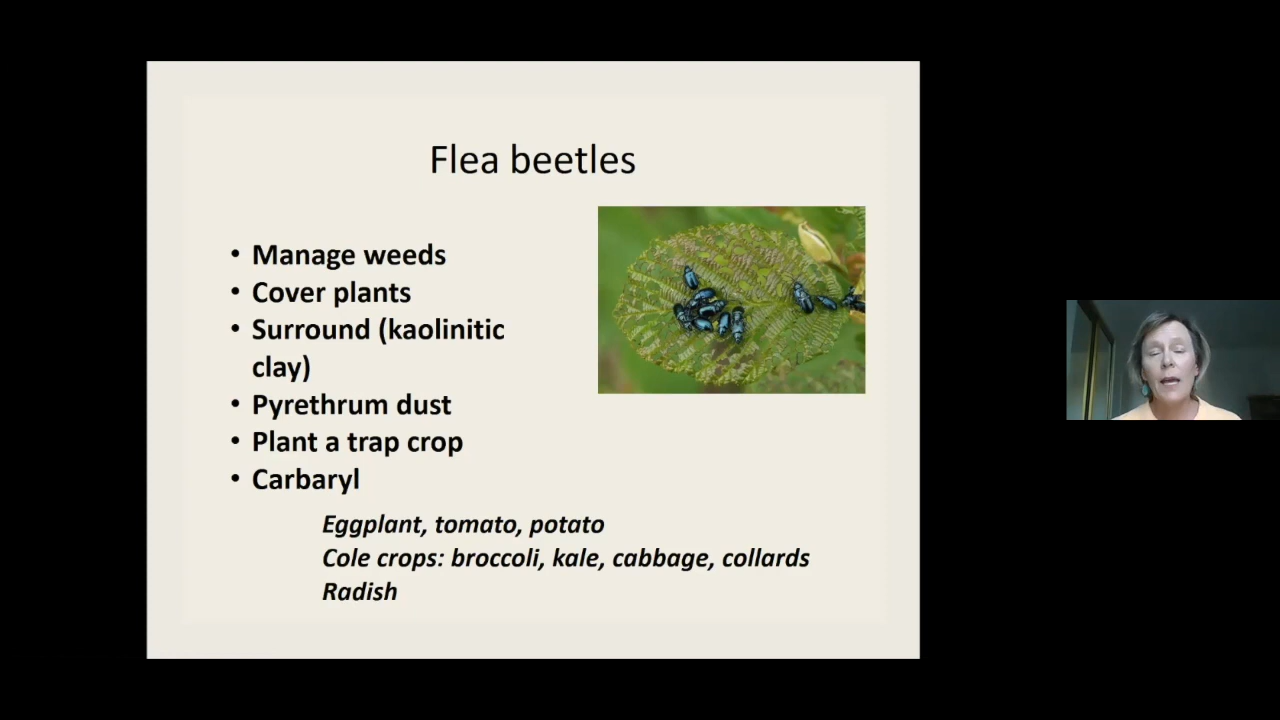 Flea beetles
• Manage weeds
• Cover plants
• Surround (kaolinitic
clay)
• Pyrethrum dust
• Plant a trap crop
• Carbaryl
Eggplant, tomato, potato
Cole crops: broccoli, kale, cabbage, collards
Radish